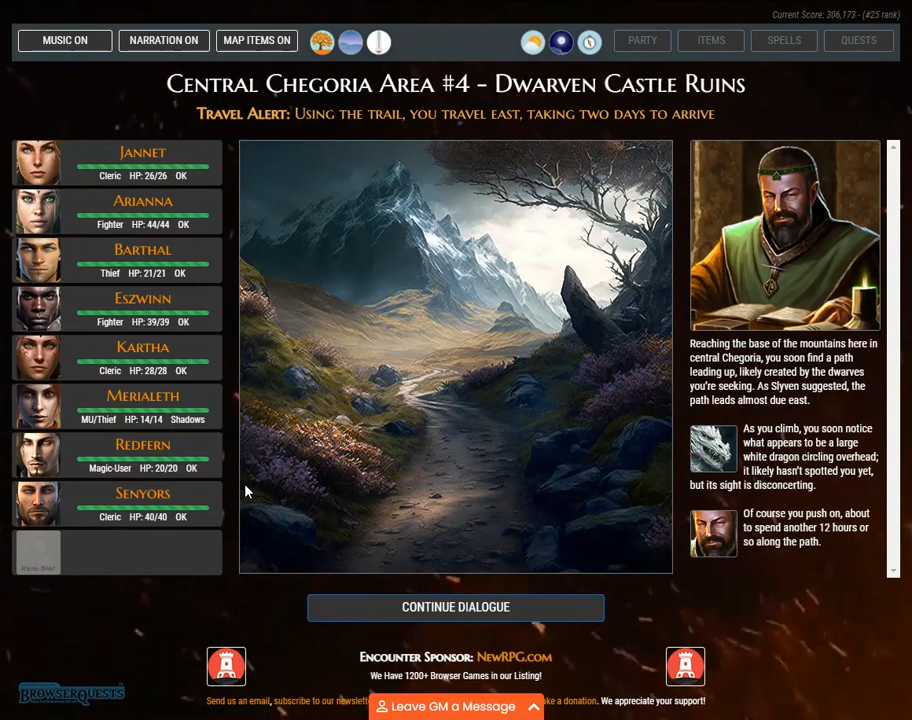 Current Score: 306,173 - (#25 rank)
MUSIC ON
NARRATION ON
MAP ITEMS ON
PARTY
ITEMS
SPELLS
QUESTS
Central Chegoria Area #4 - Dwarven Castle Ruins
Travel Alert: Using the trail, you travel east, taking two days to arrive
Jannet
Cleric HP: 26/26 OK
Arianna
Fighter HP: 44/44 OK
Barthal
Thief HP: 21/21 OK
Eszwinn
Fighter HP: 39/39 OK
Kartha
Cleric HP: 28/28 OK
Merialeth
MU/Thief HP: 14/14 Shadows
Redfern
Magic-User HP: 20/20 OK
Senyors
Cleric HP: 40/40 OK
Reaching the base of the mountains here in
central Chegoria, you soon find a path
leading up, likely created by the dwarves
you're seeking. As Slyven suggested, the
path leads almost due east.
As you climb, you soon notice
what appears to be a large
white dragon circling overhead;
it likely hasn't spotted you yet,
but its sight is disconcerting.
Of course you push on, about
to spend another 12 hours or
so along the path.
CONTINUE DIALOGUE
Encounter Sponsor: NewRPG.com
We Have 1200+ Browser Games in our Listing!
BrowserQuests
Send us an email, subscribe to our newslett
ke a donation. We appreciate your support!
Leave GM a Message